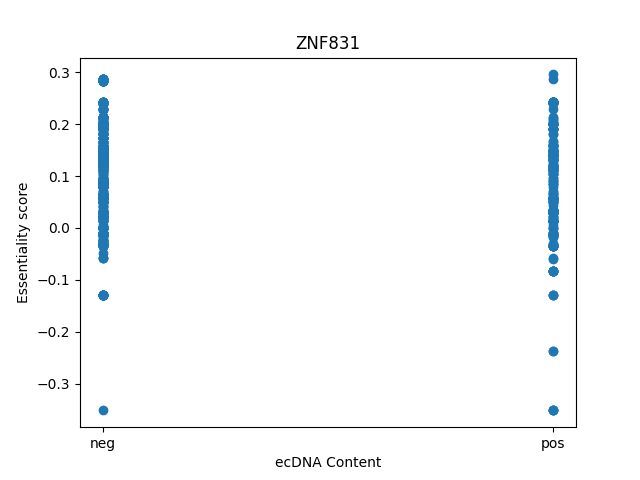 ZNF831
0.3
0.2
0.1
0.0
−0.1
−0.2
−0.3
Essentiality score
neg
pos
ecDNA Content